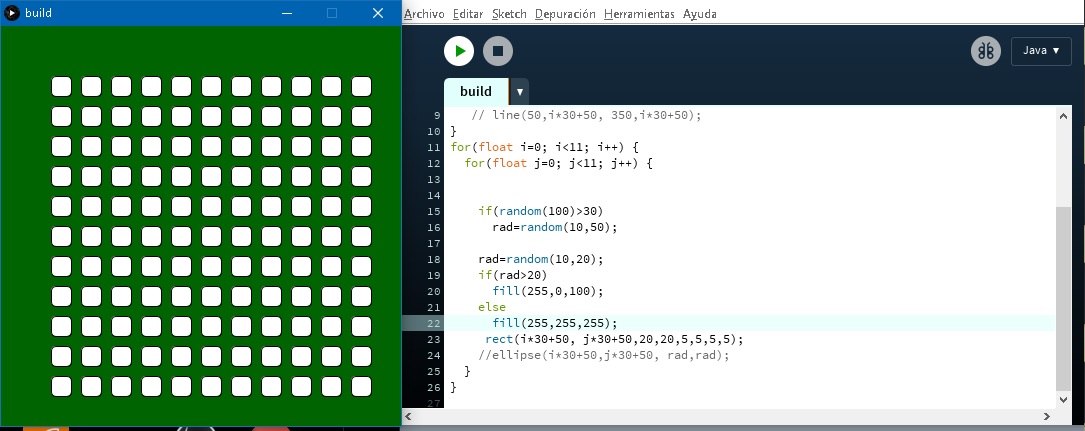 build
Archivo Editar Sketch Depuración Herramientas Ayuda
Java ▼
build ▼
9 // line(50,i*30+50, 350,i*30+50);
10 }
11 for(float i=0; i<11; i++) {
12 for(float j=0; j<11; j++) {
13
14
15 if(random(100)>30)
16 rad=random(10,50);
17
18 rad=random(10,20);
19 if(rad>20)
20 fill(255,0,100);
21 else
22 fill(255,255,255);
23 rect(i*30+50, j*30+50,20,20,5,5,5,5);
24 //ellipse(i*30+50,j*30+50, rad,rad);
25 }
26 }
27